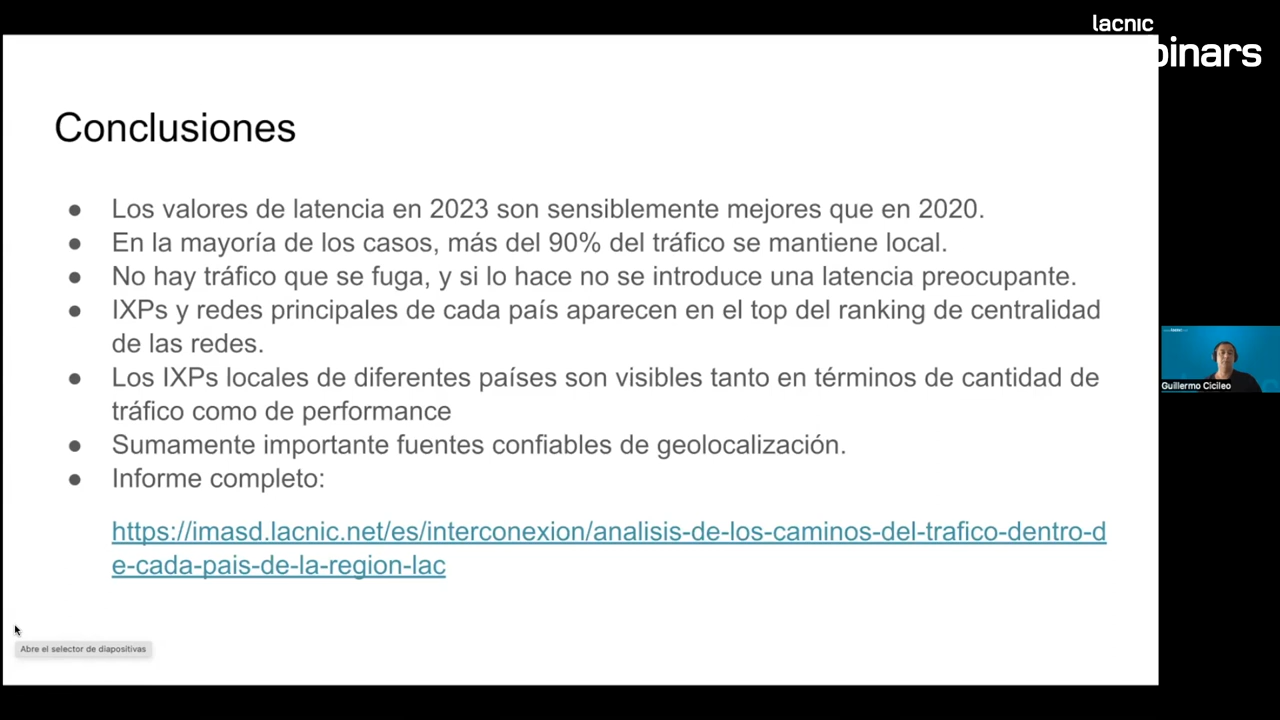 lacnic
binars
Conclusiones
● Los valores de latencia en 2023 son sensiblemente mejores que en 2020.
● En la mayoría de los casos, más del 90% del tráfico se mantiene local.
● No hay tráfico que se fuga, y si lo hace no se introduce una latencia preocupante.
● IXPs y redes principales de cada país aparecen en el top del ranking de centralidad
de las redes.
● Los IXPs locales de diferentes países son visibles tanto en términos de cantidad de
tráfico como de performance
● Sumamente importante fuentes confiables de geolocalización.
● Informe completo:
https://imasd.lacnic.net/es/interconexion/analisis-de-los-caminos-del-trafico-dentro-d
e-cada-pais-de-la-region-lac
Guillermo Cicileo
Abre el selector de diapositivas